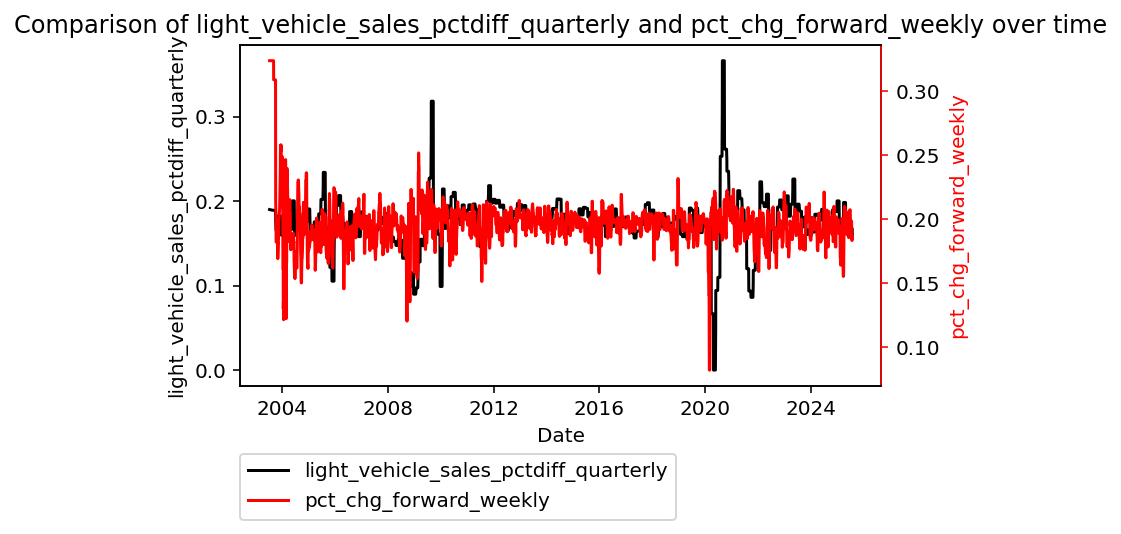 Comparison of light_vehicle_sales_pctdiff_quarterly and pct_chg_forward_weekly over time
light_vehicle_sales_pctdiff_quarterly
0.3
0.2
0.1
0.0
0.30
0.25
0.20
0.15
0.10
pct_chg_forward_weekly
2004 2008 2012 2016 2020 2024
Date
light_vehicle_sales_pctdiff_quarterly
pct_chg_forward_weekly